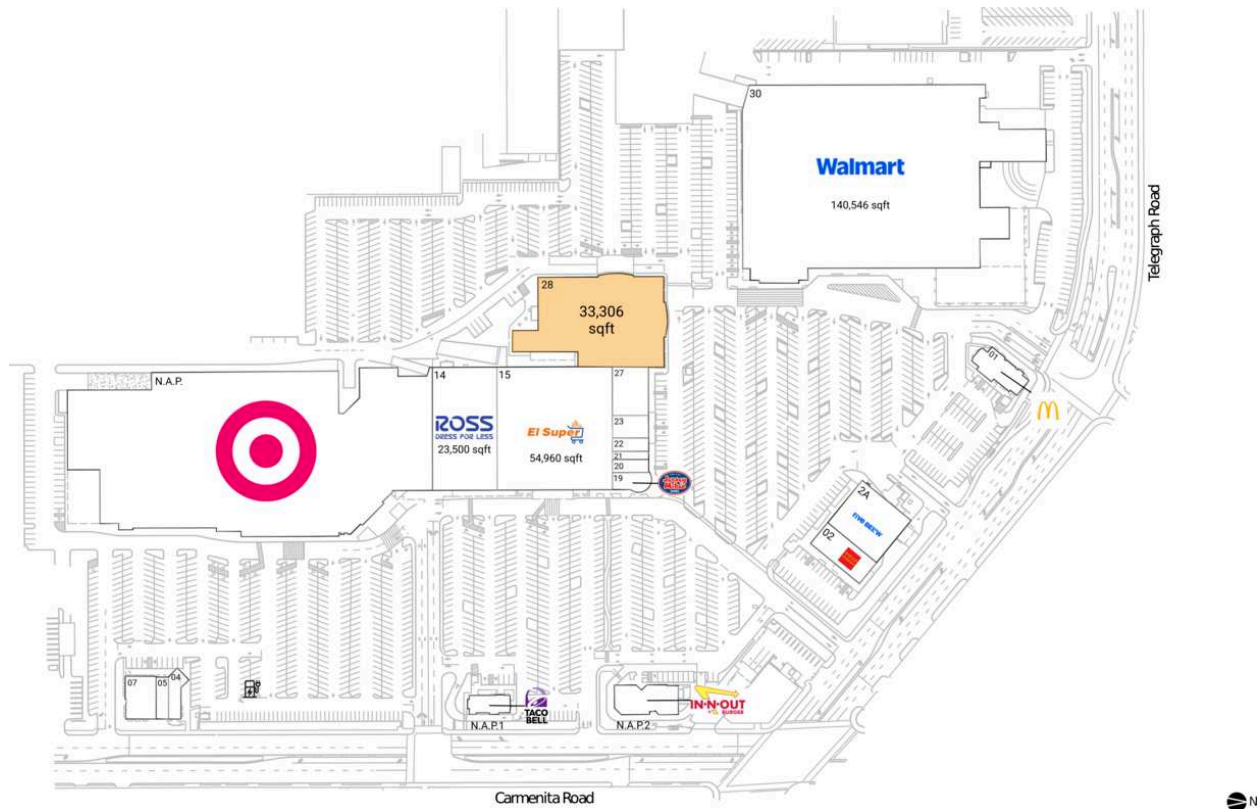 30
Walmart
140,546 sqft
Telegraph Road
28
33,306
sqft
01
N.A.P.
14
15
27
ROSS
DRESS FOR LESS
23,500 sqft
El Super
54,960 sqft
23
22
21
20
19
2A
FIVE BELOW
02
07
05
04
TACO
BELL
N.A.P.1
IN-N-OUT
BURGER
N.A.P.2
Carmenita Road
N